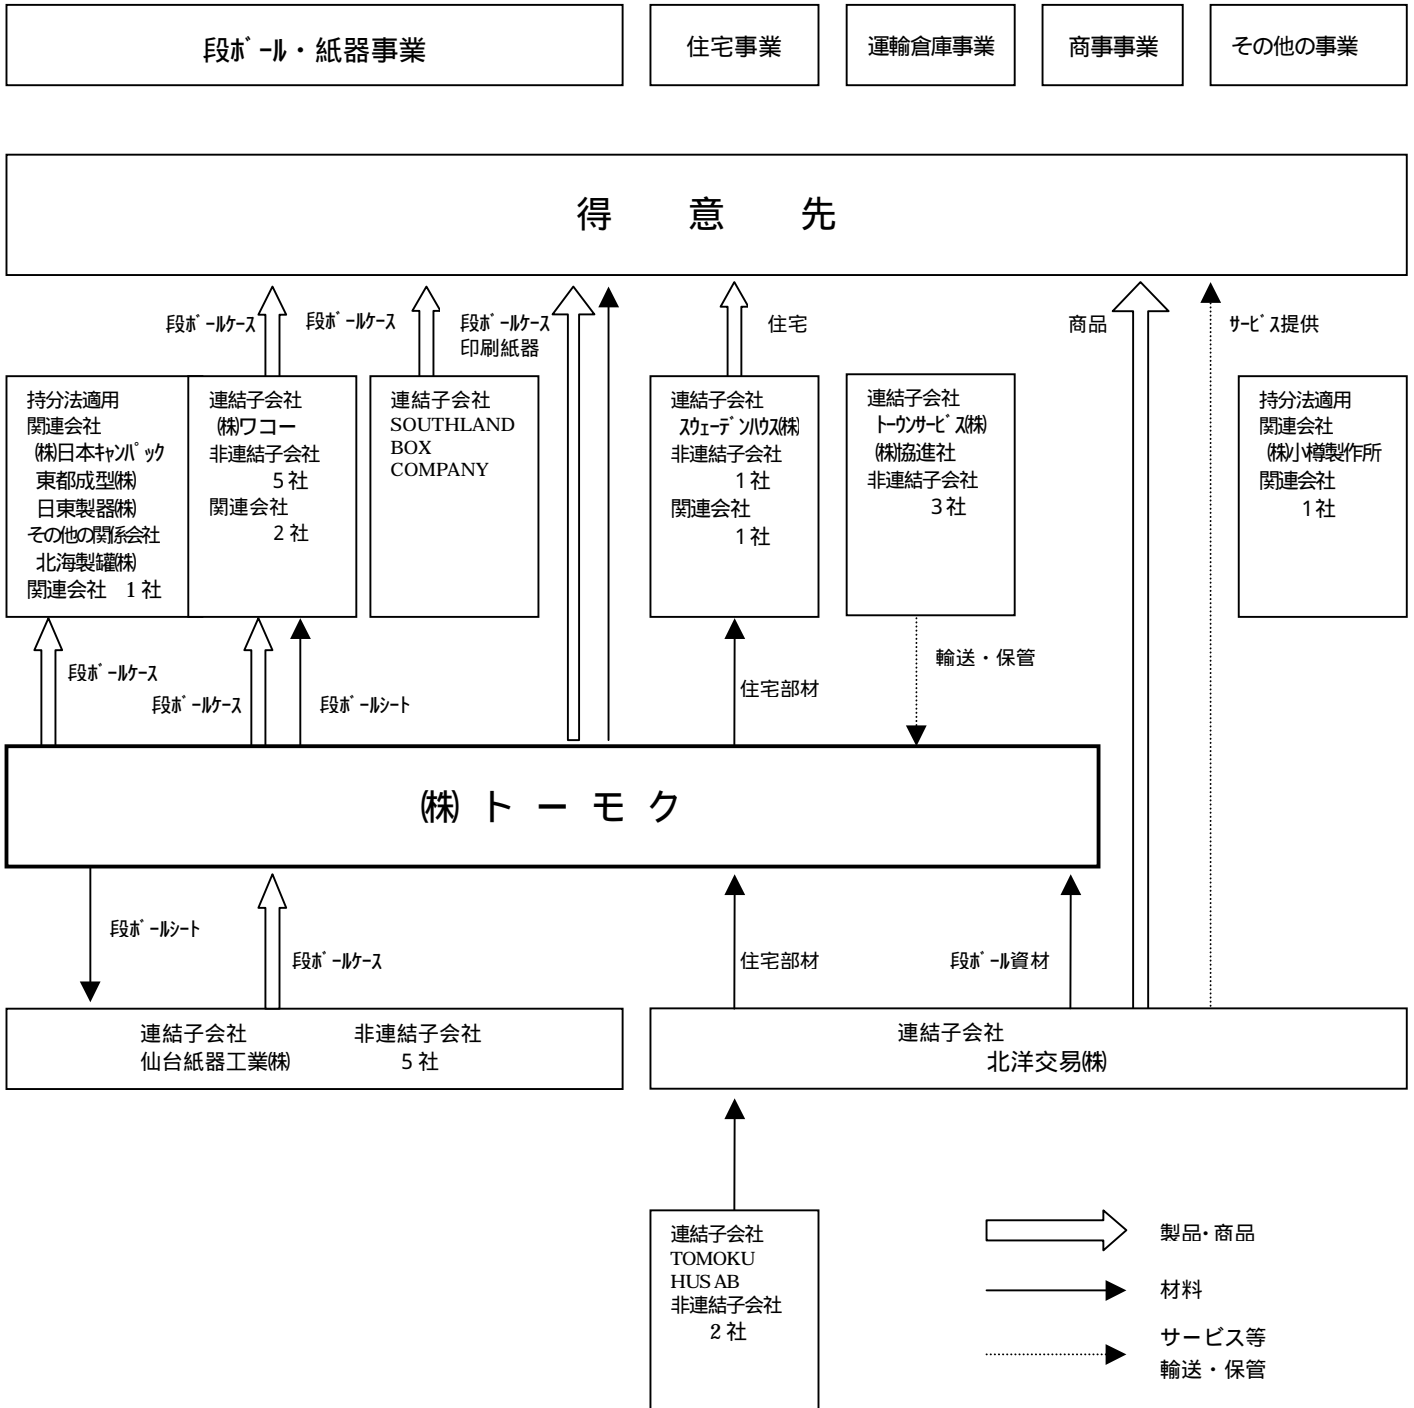 段ボール・紙器事業
住宅事業
運輸倉庫事業
商事事業
その他の事業
得意先
段ボールケース
段ボールケース
段ボールケース
印刷紙器
住宅
商品
サービス提供
持分法適用
関連会社
㈱日本キャンパック
東都成型㈱
日東製器㈱
その他の関係会社
北海製罐㈱
関連会社 1社
連結子会社
㈱ワコー
非連結子会社
5社
関連会社
2社
連結子会社
SOUTHLAND
BOX
COMPANY
連結子会社
スウェーデンハウス㈱
非連結子会社
1社
関連会社
1社
連結子会社
トーウンサービス㈱
㈱協進社
非連結子会社
3社
持分法適用
関連会社
㈱小樽製作所
関連会社
1社
段ボールケース
段ボールケース
段ボールシート
住宅部材
輸送・保管
㈱トーモク
段ボールシート
段ボールケース
住宅部材
段ボール資材
連結子会社 非連結子会社
仙台紙器工業㈱ 5社
連結子会社
北洋交易㈱
連結子会社
TOMOKU
HUS AB
非連結子会社
2社
製品・商品
材料
サービス等
輸送・保管